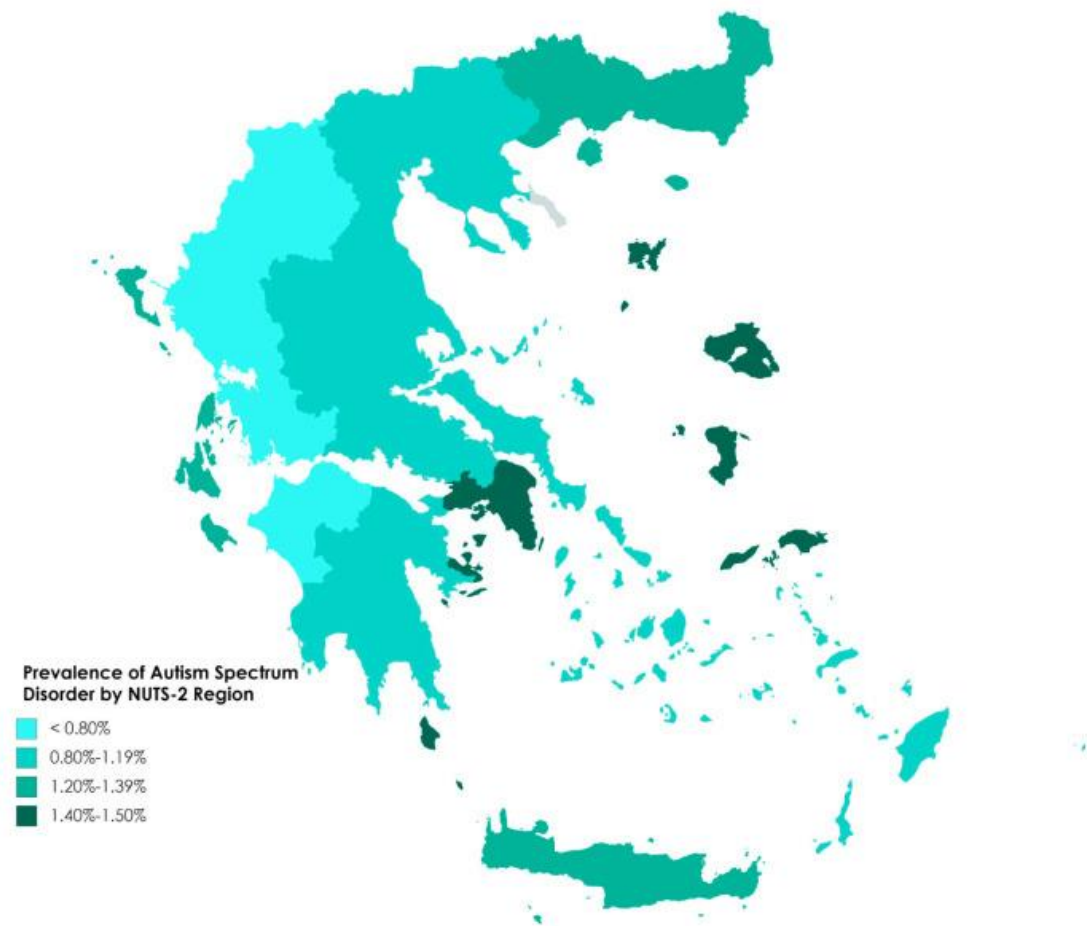 Prevalence of Autism Spectrum
Disorder by NUTS-2 Region
< 0.80%
0.80%-1.19%
1.20%-1.39%
1.40%-1.50%